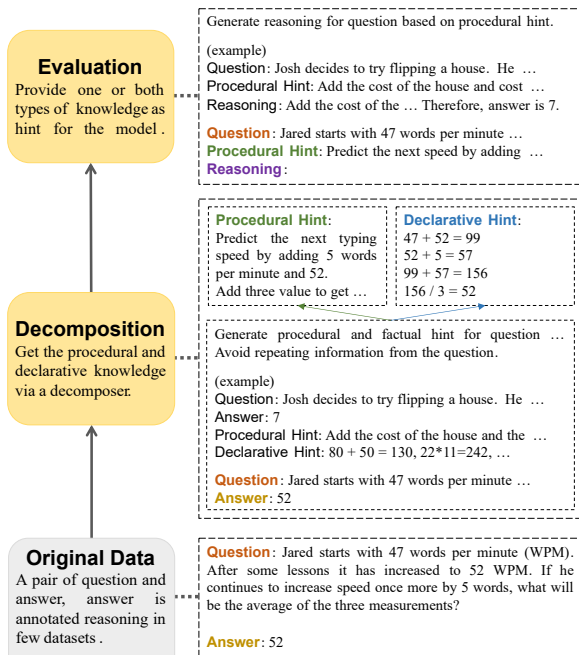 Evaluation
Provide one or both
types of knowledge as
hint for the model .
Generate reasoning for question based on procedural hint.
(example)
Question: Josh decides to try flipping a house. He …
Procedural Hint: Add the cost of the house and cost …
Reasoning: Add the cost of the … Therefore, answer is 7.
Question: Jared starts with 47 words per minute …
Procedural Hint: Predict the next speed by adding …
Reasoning:
Decomposition
Get the procedural and
declarative knowledge
via a decomposer.
Procedural Hint:
Predict the next typing
speed by adding 5 words
per minute and 52.
Add three value to get …
Declarative Hint:
47 + 52 = 99
52 + 5 = 57
99 + 57 = 156
156 / 3 = 52
Generate procedural and factual hint for question …
Avoid repeating information from the question.
(example)
Question: Josh decides to try flipping a house. He …
Answer: 7
Procedural Hint: Add the cost of the house and the …
Declarative Hint: 80 + 50 = 130, 22*11=242, …
Question: Jared starts with 47 words per minute …
Answer: 52
Original Data
A pair of question and
answer, answer is
annotated reasoning in
few datasets .
Question: Jared starts with 47 words per minute (WPM).
After some lessons it has increased to 52 WPM. If he
continues to increase speed once more by 5 words, what will
be the average of the three measurements?
Answer: 52